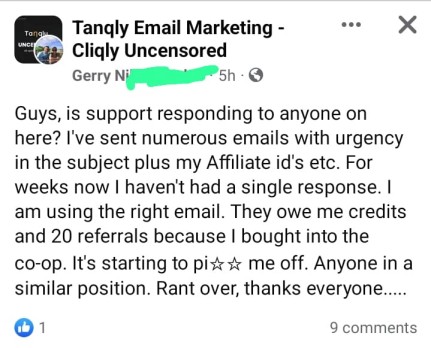 Tanqly Email Marketing -
Cliqly Uncensored
Gerry Ni
5h ·
Guys, is support responding to anyone on
here? I've sent numerous emails with urgency
in the subject plus my Affiliate id's etc. For
weeks now I haven't had a single response. I
am using the right email. They owe me credits
and 20 referrals because I bought into the
co-op. It's starting to pi☆☆ me off. Anyone in a
similar position. Rant over, thanks everyone.....
1
9 comments